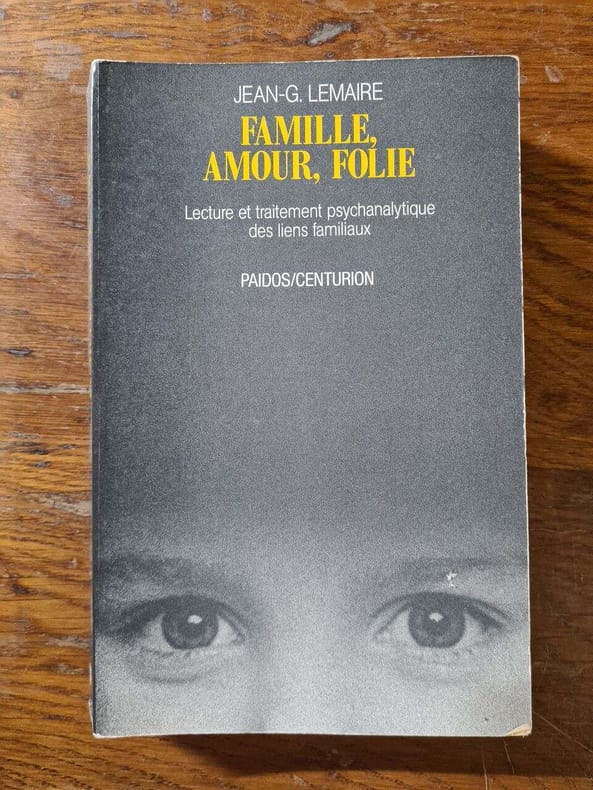 JEAN-G. LEMAIRE
FAMILLE,
AMOUR, FOLIE
Lecture et traitement psychanalytique
des liens familiaux
PAIDOS/CENTURION